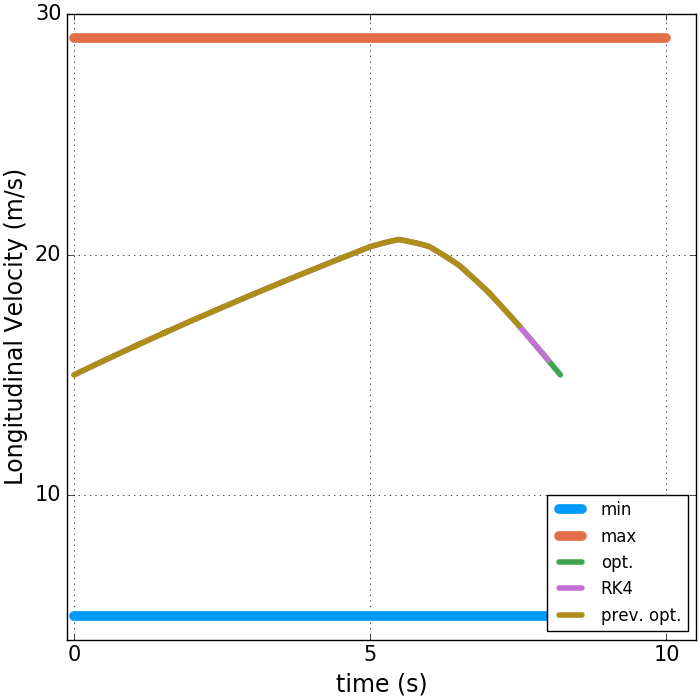 30
20
10
Longitudinal Velocity (m/s)
0
5
10
time (s)
min
max
opt.
RK4
prev. opt.